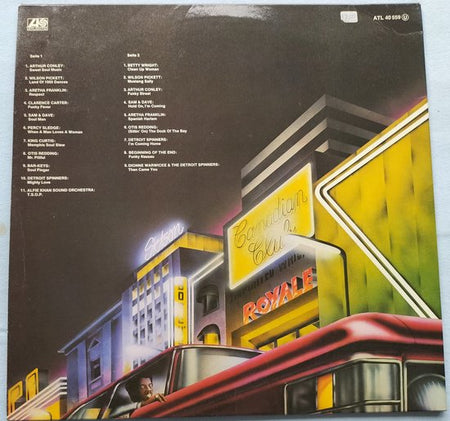 ATLANTIC
ATL 40 559 Ⓤ
Seite 1
1. ARTHUR CONLEY:
Sweet Soul Music
2. WILSON PICKETT:
Land Of 1000 Dances
3. ARETHA FRANKLIN:
Respect
4. CLARENCE CARTER:
Funky Fever
5. SAM & DAVE:
Soul Man
6. PERCY SLEDGE:
When A Man Loves A Woman
7. KING CURTIS:
Memphis Soul Stew
8. OTIS REDDING:
Mr. Pitiful
9. BAR-KEYS:
Soul Finger
10. DETROIT SPINNERS:
Mighty Love
11. ALFIE KHAN SOUND ORCHESTRA:
T.S.O.P.
Seite 2
1. BETTY WRIGHT:
Clean Up Woman
2. WILSON PICKETT:
Mustang Sally
3. ARTHUR CONLEY:
Funky Street
4. SAM & DAVE:
Hold On, I'm Coming
5. ARETHA FRANKLIN:
Spanish Harlem
6. OTIS REDDING:
(Sittin' On) The Dock Of The Bay
7. DETROIT SPINNERS:
I'm Coming Home
8. BEGINNING OF THE END:
Funky Nassau
9. DIONNE WARWICKE & THE DETROIT SPINNERS:
Then Came You
Canadian
Club
ROYALE